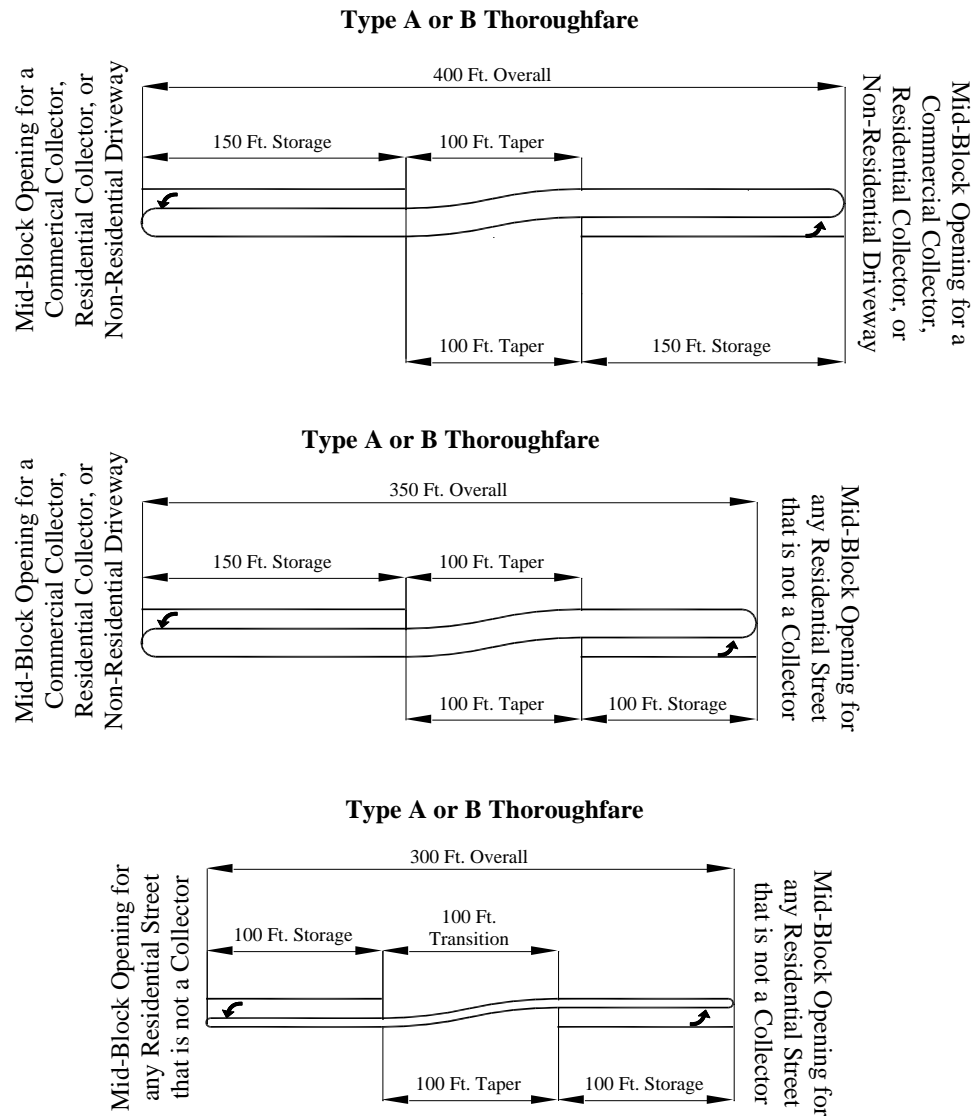 Type A or B Thoroughfare
400 Ft. Overall
150 Ft. Storage
100 Ft. Taper
Mid-Block Opening for a
Commerical Collector,
Residential Collector, or
Non-Residential Driveway
Mid-Block Opening for a
Commercial Collector,
Residential Collector, or
Non-Residential Driveway
100 Ft. Taper
150 Ft. Storage
Type A or B Thoroughfare
350 Ft. Overall
150 Ft. Storage
100 Ft. Taper
Mid-Block Opening for a
Commercial Collector,
Residential Collector, or
Non-Residential Driveway
Mid-Block Opening for
any Residential Street
that is not a Collector
100 Ft. Taper
100 Ft. Storage
Type A or B Thoroughfare
300 Ft. Overall
100 Ft. Storage
100 Ft.
Transition
Mid-Block Opening for
any Residential Street
that is not a Collector
Mid-Block Opening for
any Residential Street
that is not a Collector
100 Ft. Taper
100 Ft. Storage